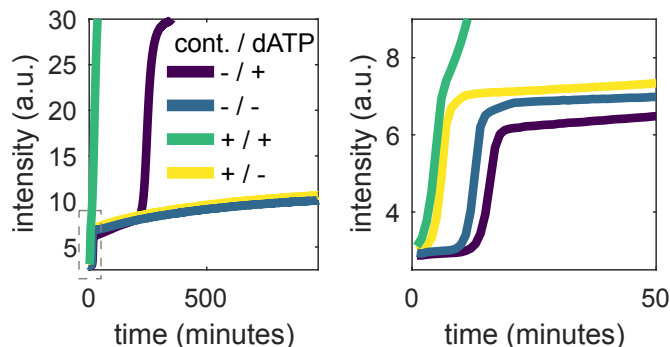 intensity (a.u.)
30
25
20
15
10
5
cont. / dATP
- / +
- / -
+ / +
+ / -
0
500
time (minutes)
intensity (a.u.)
8
6
4
0
50
time (minutes)